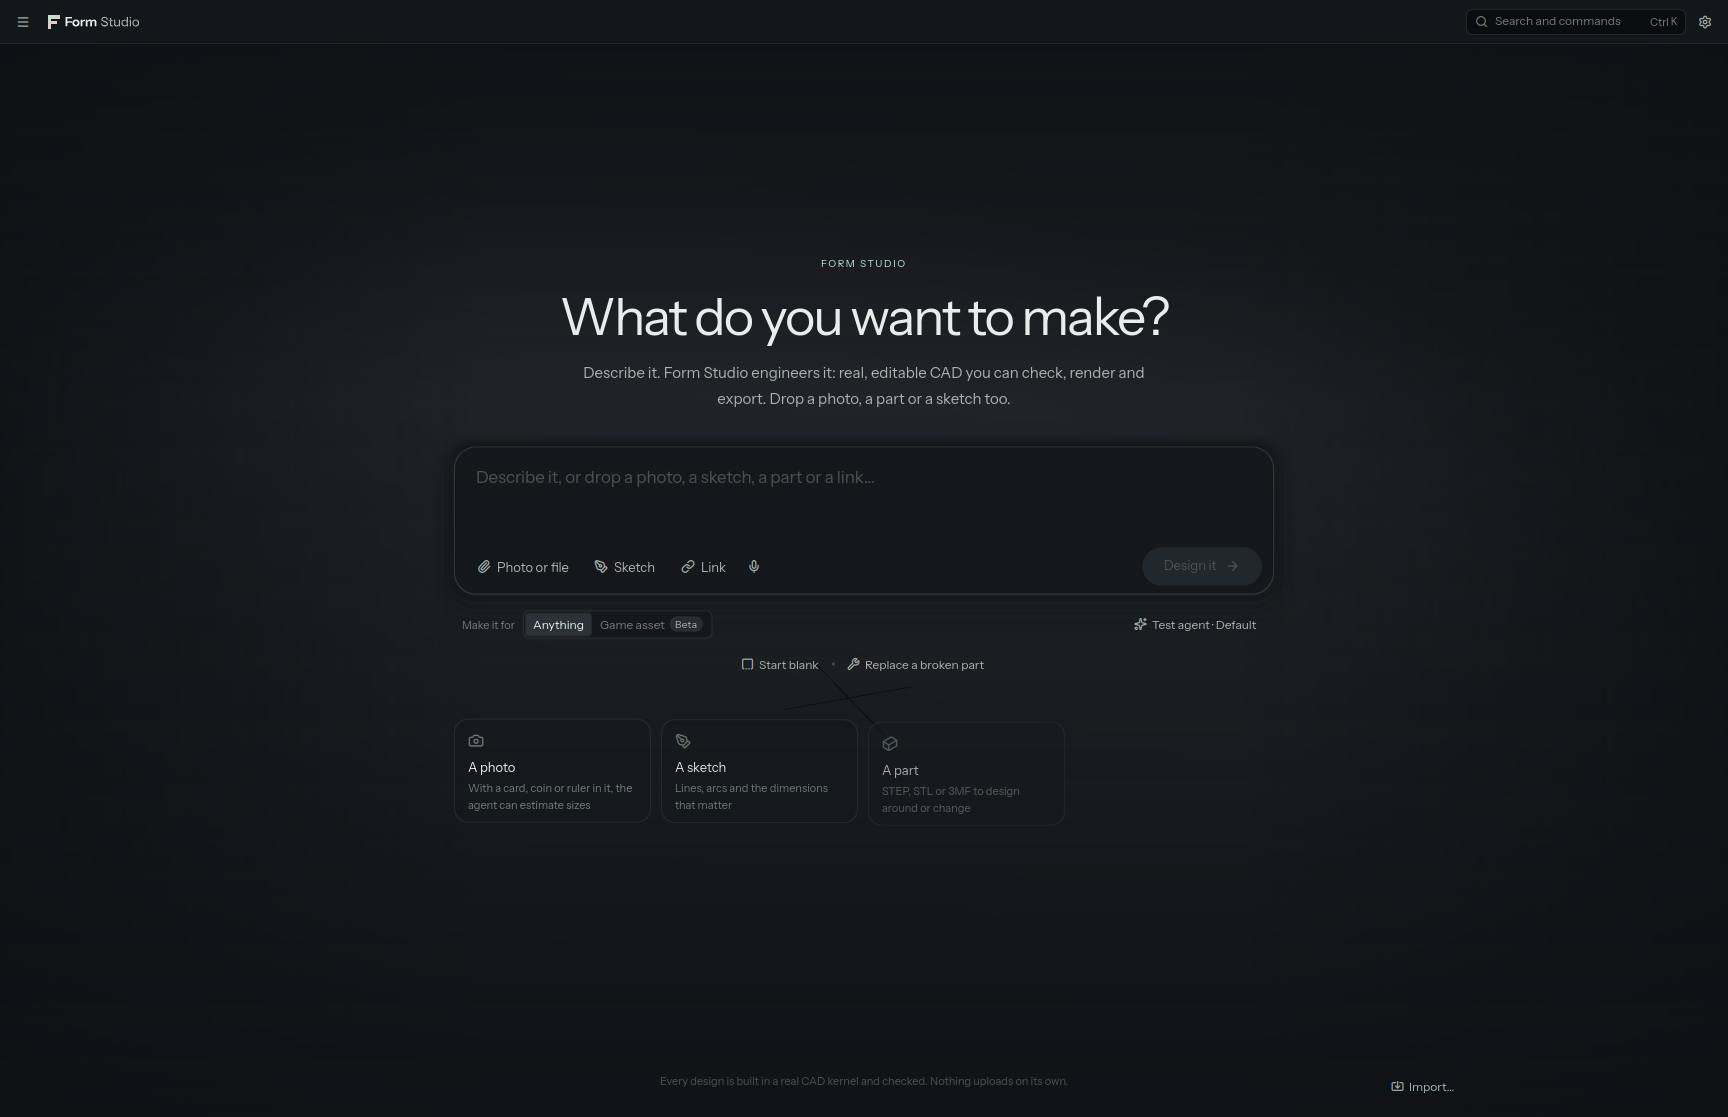 Form Studio
Search and commands
Ctrl K
FORM STUDIO
What do you want to make?
Describe it. Form Studio engineers it: real, editable CAD you can check, render and
export. Drop a photo, a part or a sketch too.
Describe it, or drop a photo, a sketch, a part or a link...
Photo or file
Sketch
Link
Design it
Make it for
Anything
Game asset
Beta
Test agent · Default
Start blank
Replace a broken part
A photo
With a card, coin or ruler in it, the
agent can estimate sizes
A sketch
Lines, arcs and the dimensions
that matter
A part
STEP, STL or 3MF to design
around or change
Every design is built in a real CAD kernel and checked. Nothing uploads on its own.
Import...